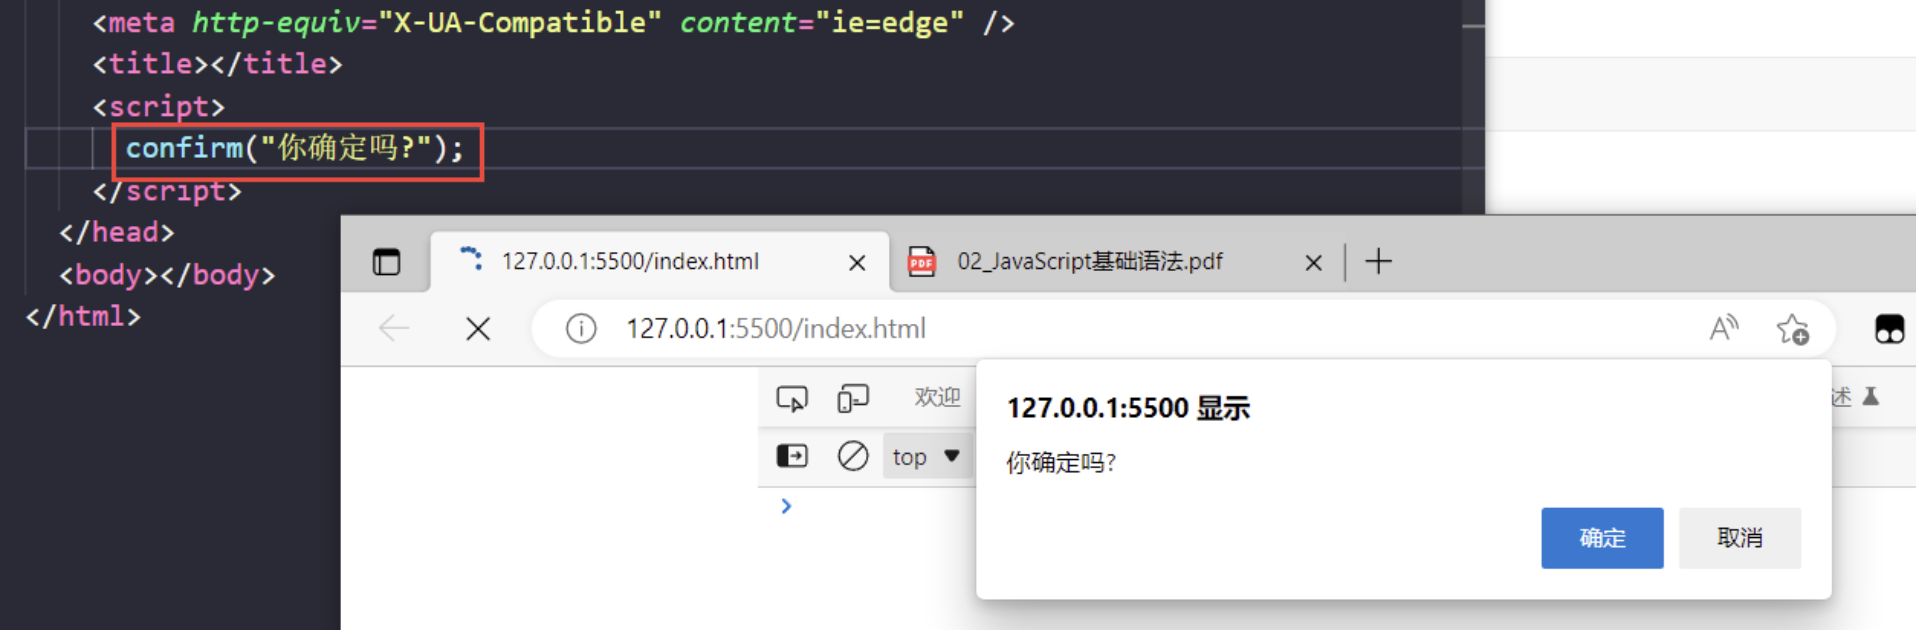 <meta http-equiv="X-UA-Compatible" content="ie=edge" />
<title></title>
<script>
confirm("你确定吗?");
</script>
</head>
<body></body>
</html>
127.0.0.1:5500/index.html
02_JavaScript基础语法.pdf
127.0.0.1:5500/index.html
欢迎
述
127.0.0.1:5500 显示
你确定吗?
top
确定
取消